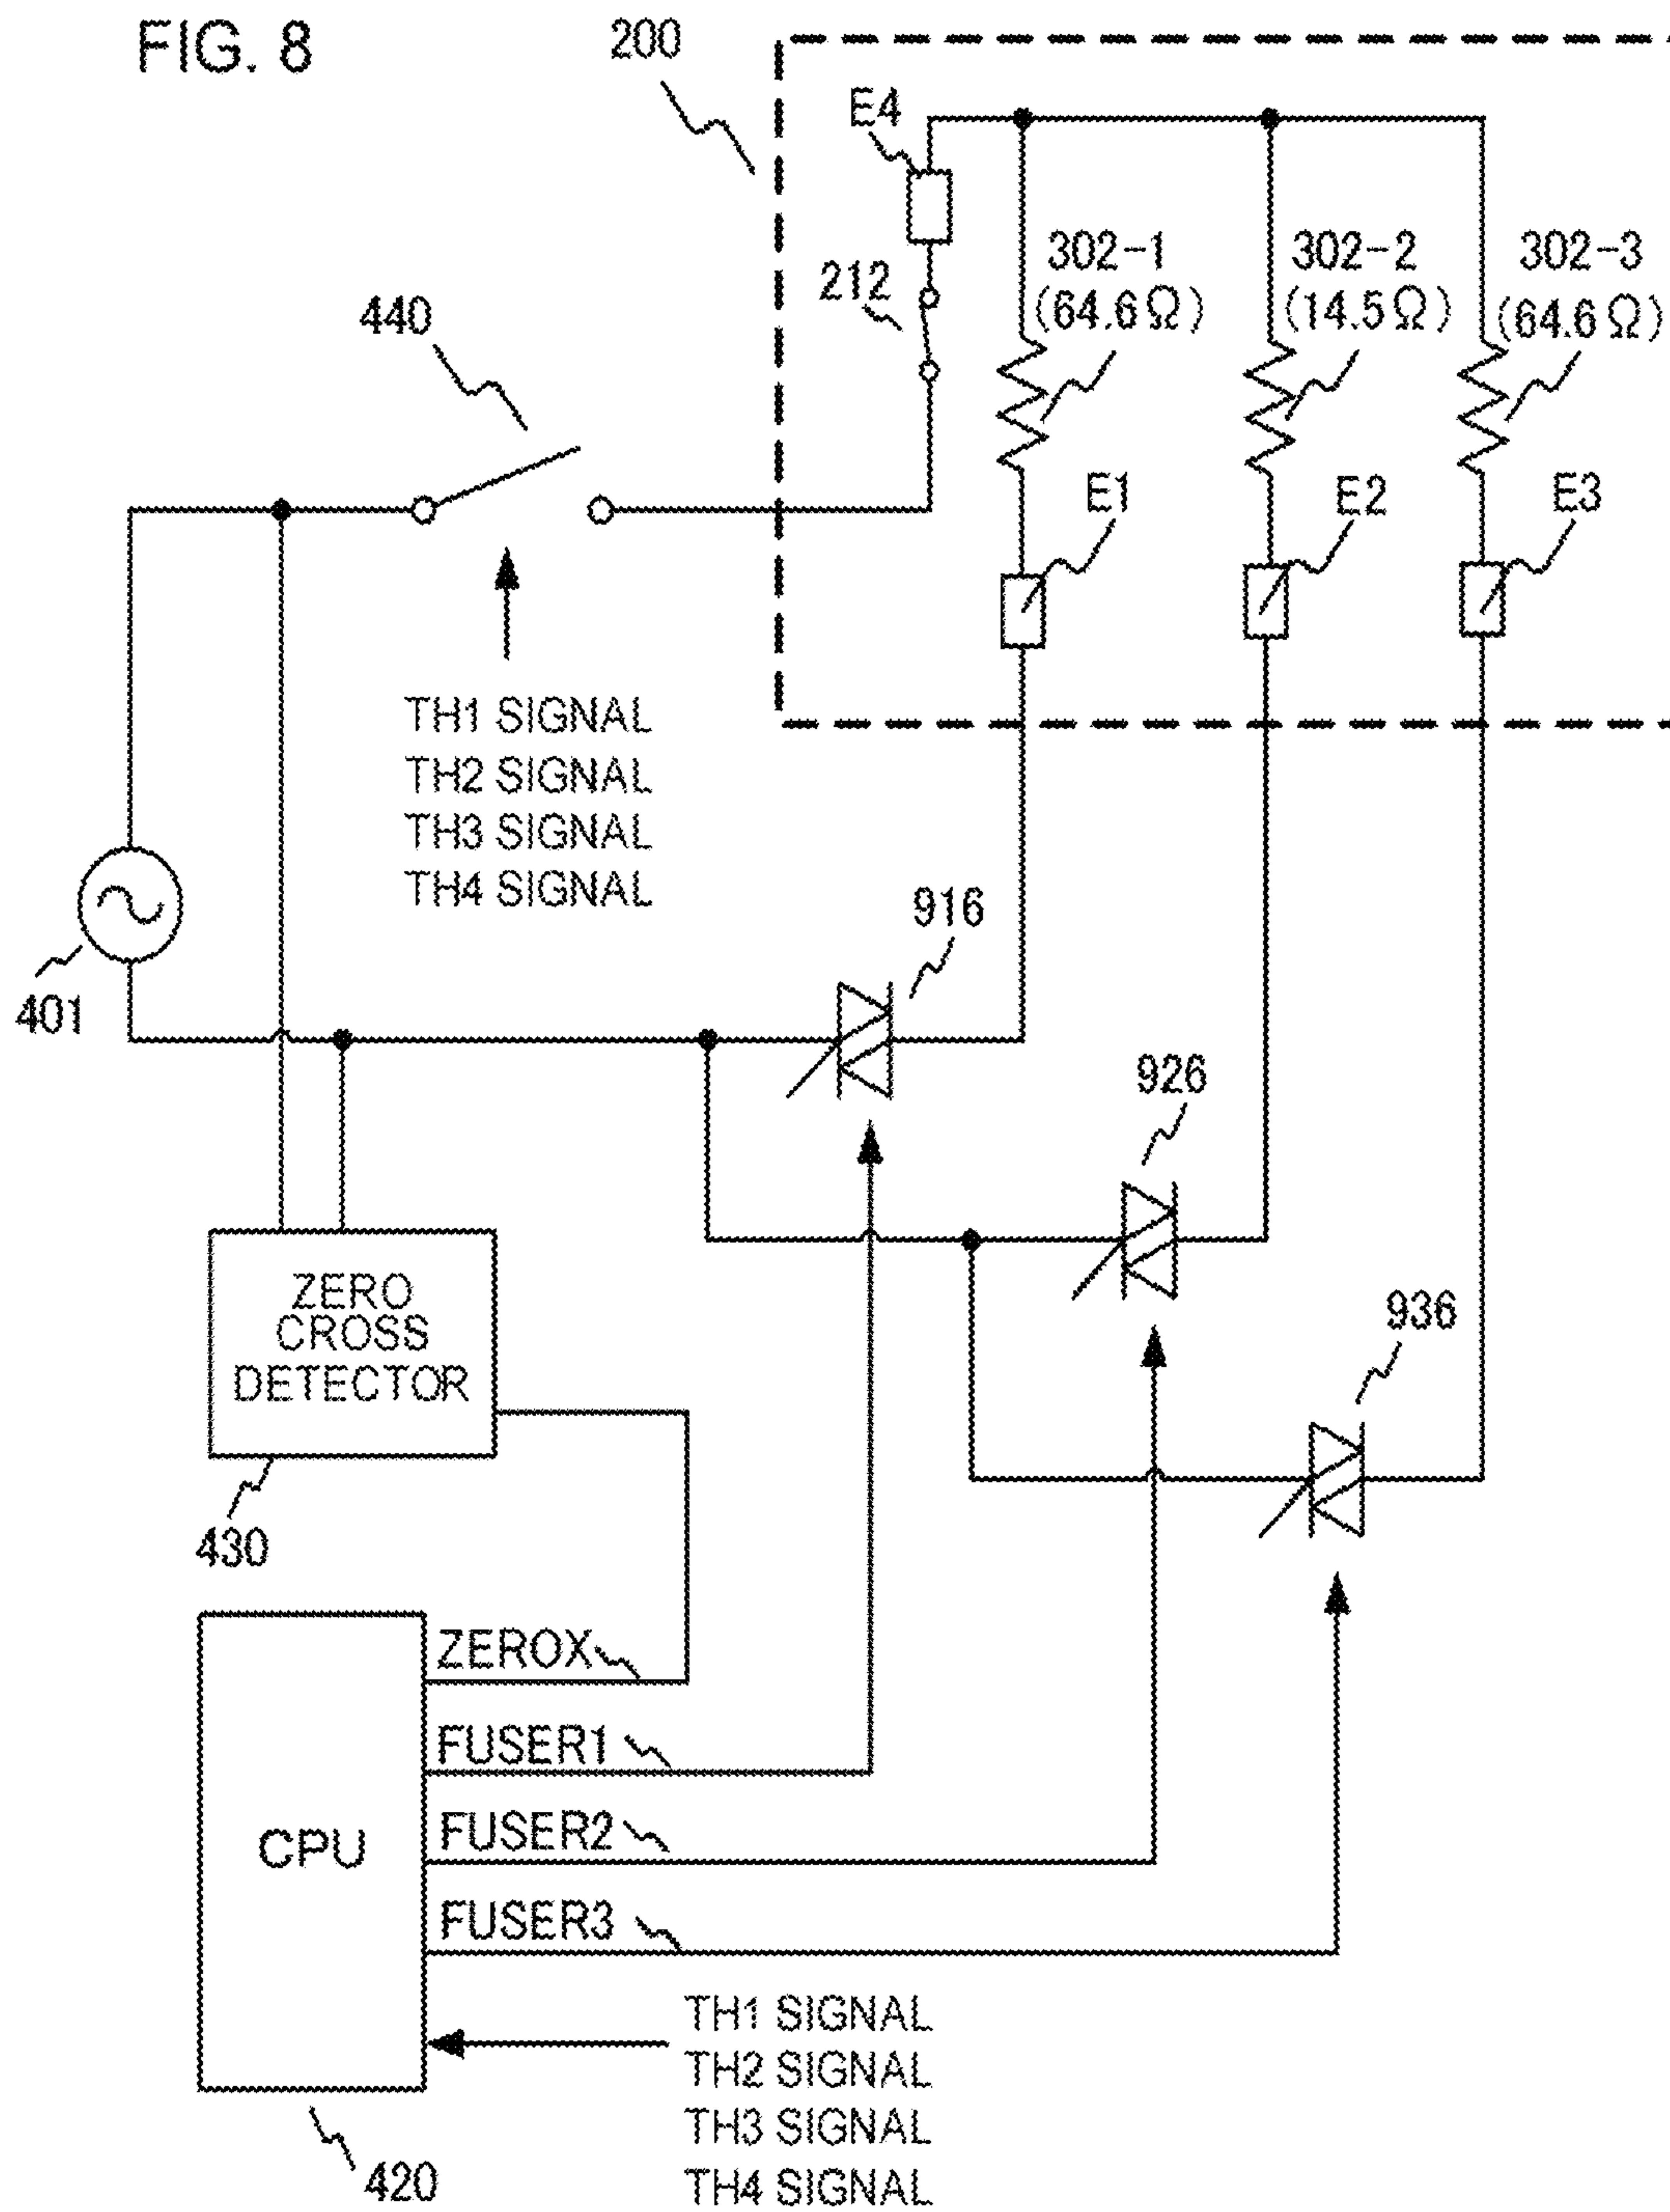 FIG. 8
200
E4
302-1
(64.6Ω)
302-2
(14.5Ω)
302-3
(64.6Ω)
212
440
E1
E2
E3
TH1 SIGNAL
TH2 SIGNAL
TH3 SIGNAL
TH4 SIGNAL
916
401
926
ZERO
CROSS
DETECTOR
936
430
ZEROX
FUSER1
CPU
FUSER2
FUSER3
TH1 SIGNAL
TH2 SIGNAL
TH3 SIGNAL
TH4 SIGNAL
420